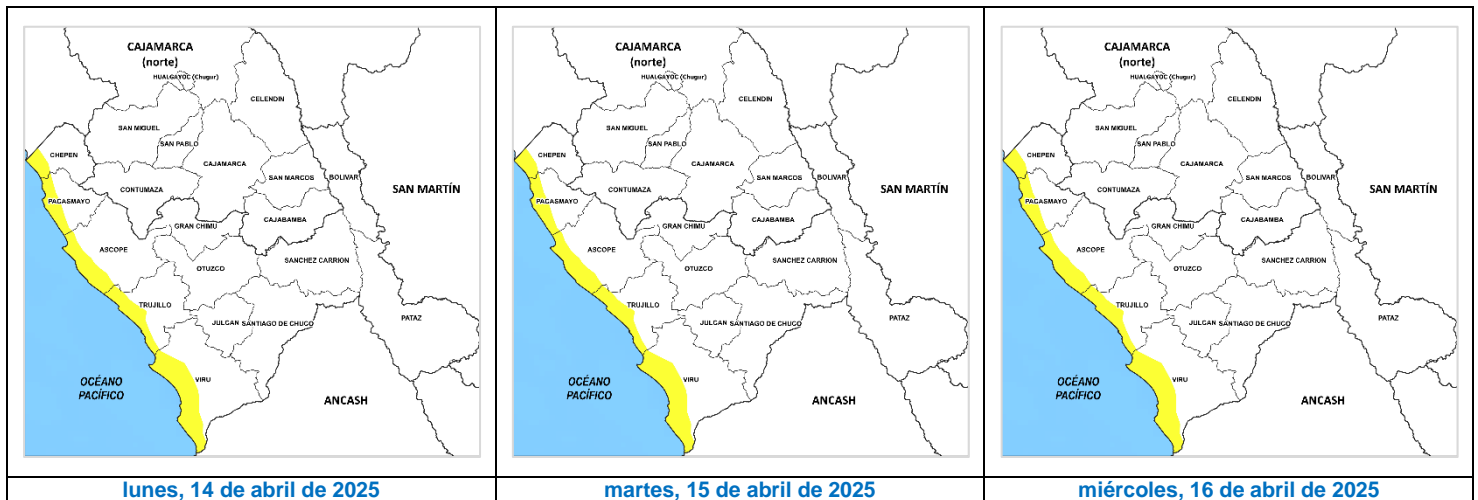 CAJAMARCA
(norte)
HUALGAYOC (Chugur)
CELENDIN
SAN MIGUEL
SAN PABLO
CHEPEN
CAJAMARCA
SAN MARCOS
BOLIVAR
SAN MARTÍN
CONTUMAZA
PACASMAYO
CAJABAMBA
GRAN CHIMU
ASCOPE
SANCHEZ CARRION
OTUZCO
TRUJILLO
PATAZ
JULCAN
SANTIAGO DE CHUCO
OCÉANO
PACÍFICO
VIRU
ANCASH
lunes, 14 de abril de 2025
CAJAMARCA
(norte)
HUALGAYOC (Chugur)
CELENDIN
SAN MIGUEL
SAN PABLO
CHEPEN
CAJAMARCA
SAN MARCOS
BOLIVAR
SAN MARTÍN
CONTUMAZA
PACASMAYO
CAJABAMBA
GRAN CHIMU
ASCOPE
SANCHEZ CARRION
OTUZCO
TRUJILLO
PATAZ
JULCAN
SANTIAGO DE CHUCO
OCÉANO
PACÍFICO
VIRU
ANCASH
martes, 15 de abril de 2025
CAJAMARCA
(norte)
HUALGAYOC (Chugur)
CELENDIN
SAN MIGUEL
SAN PABLO
CHEPEN
CAJAMARCA
SAN MARCOS
BOLIVAR
SAN MARTÍN
CONTUMAZA
PACASMAYO
CAJABAMBA
GRAN CHIMU
ASCOPE
SANCHEZ CARRION
OTUZCO
TRUJILLO
PATAZ
JULCAN
SANTIAGO DE CHUCO
OCÉANO
PACÍFICO
VIRU
ANCASH
miércoles, 16 de abril de 2025